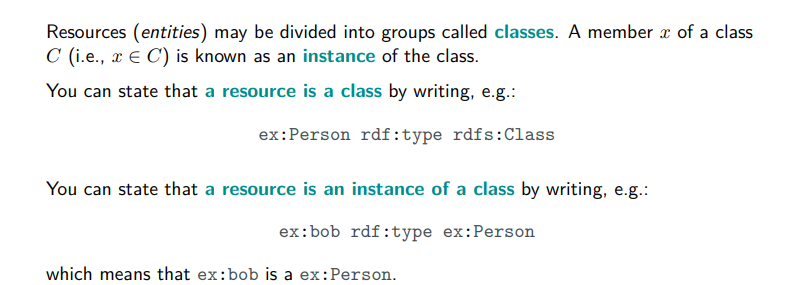 Resources (entities) may be divided into groups called classes. A member x of a class
C (i.e., x ∈ C) is known as an instance of the class.
You can state that a resource is a class by writing, e.g.:
ex:Person rdf:type rdfs:Class
You can state that a resource is an instance of a class by writing, e.g.:
ex:bob rdf:type ex:Person
which means that ex:bob is a ex:Person.